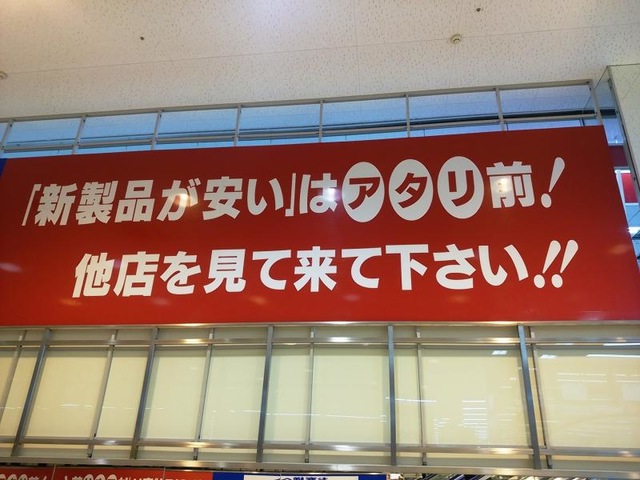 「新製品が安い」はアタリ前！
他店を見て来て下さい!!